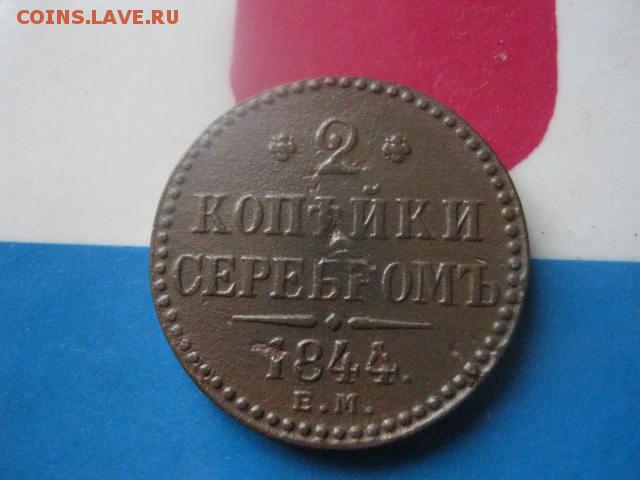 COINS.LAVE.RU
2
КОПѢЙКИ
СЕРЕБРОМЪ
1844.
Е.М.